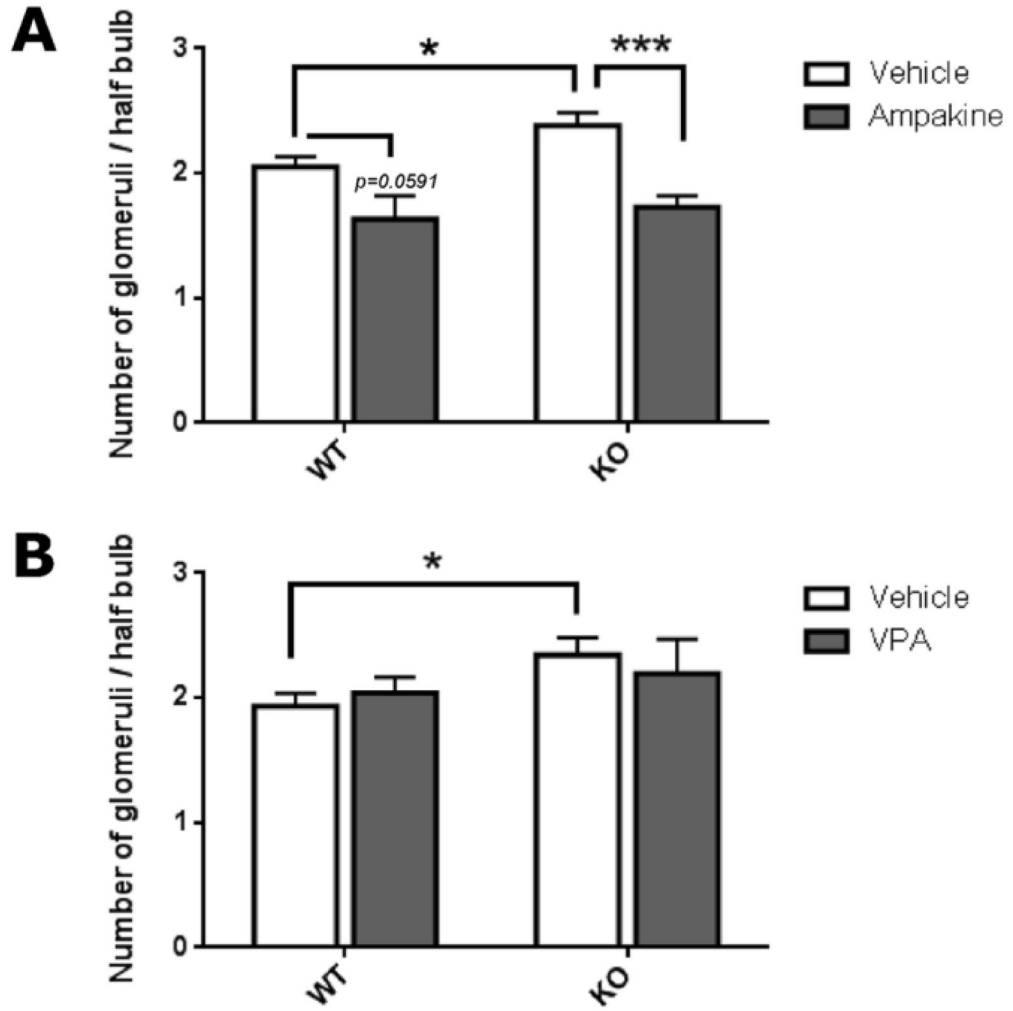 A
Number of glomeruli / half bulb
3
2
1
0
*
***
p=0.0591
Vehicle
Ampakine
WT
KO
B
Number of glomeruli / half bulb
3
2
1
0
*
Vehicle
VPA
WT
KO